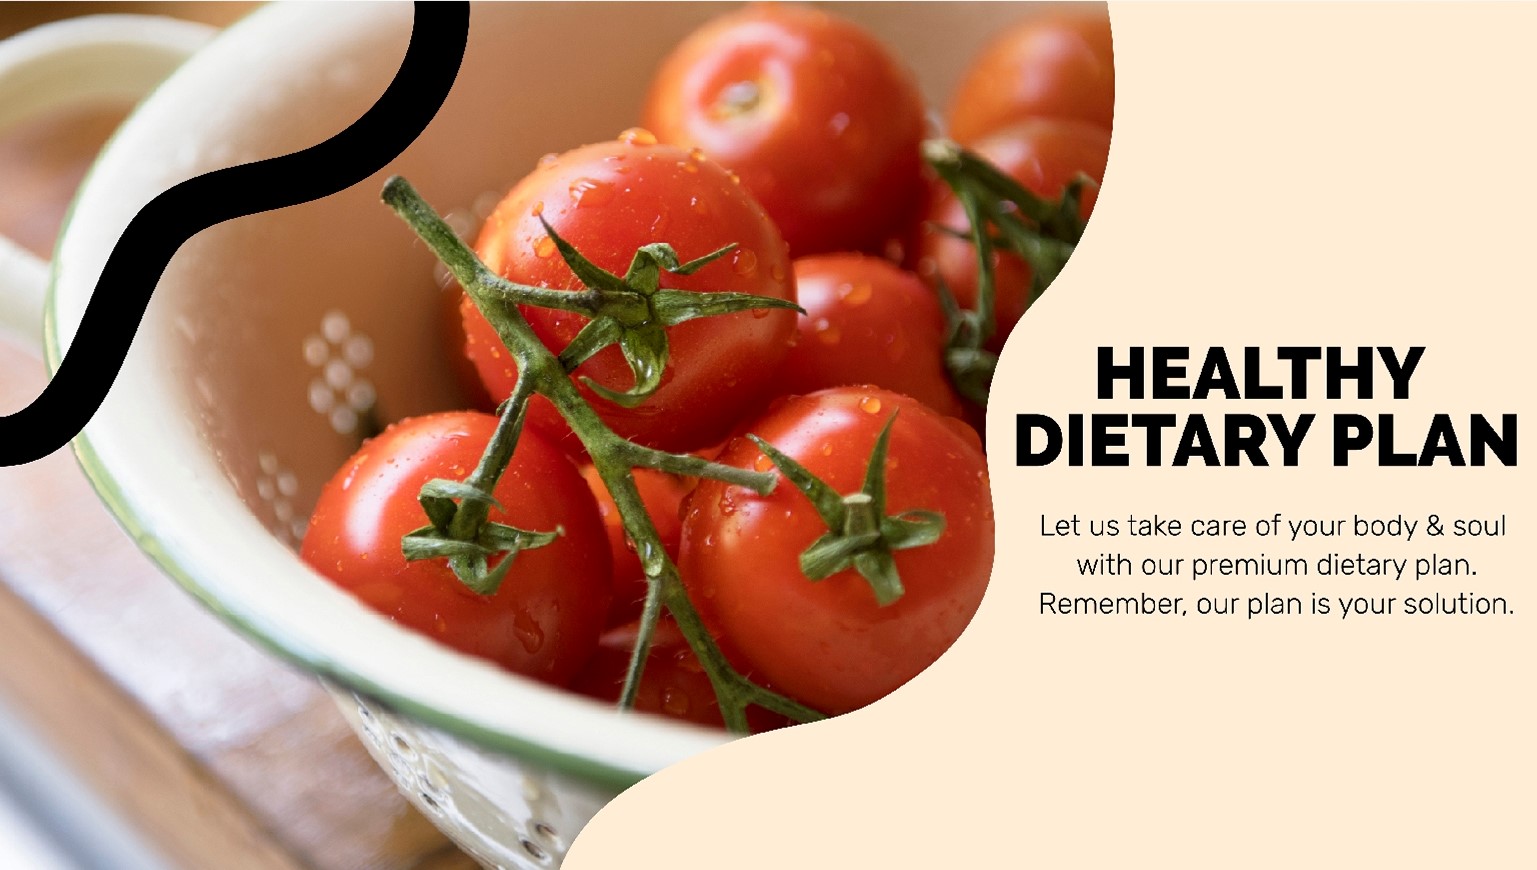 HEALTHY
DIETARY PLAN
Let us take care of your body & soul
with our premium dietary plan.
Remember, our plan is your solution.